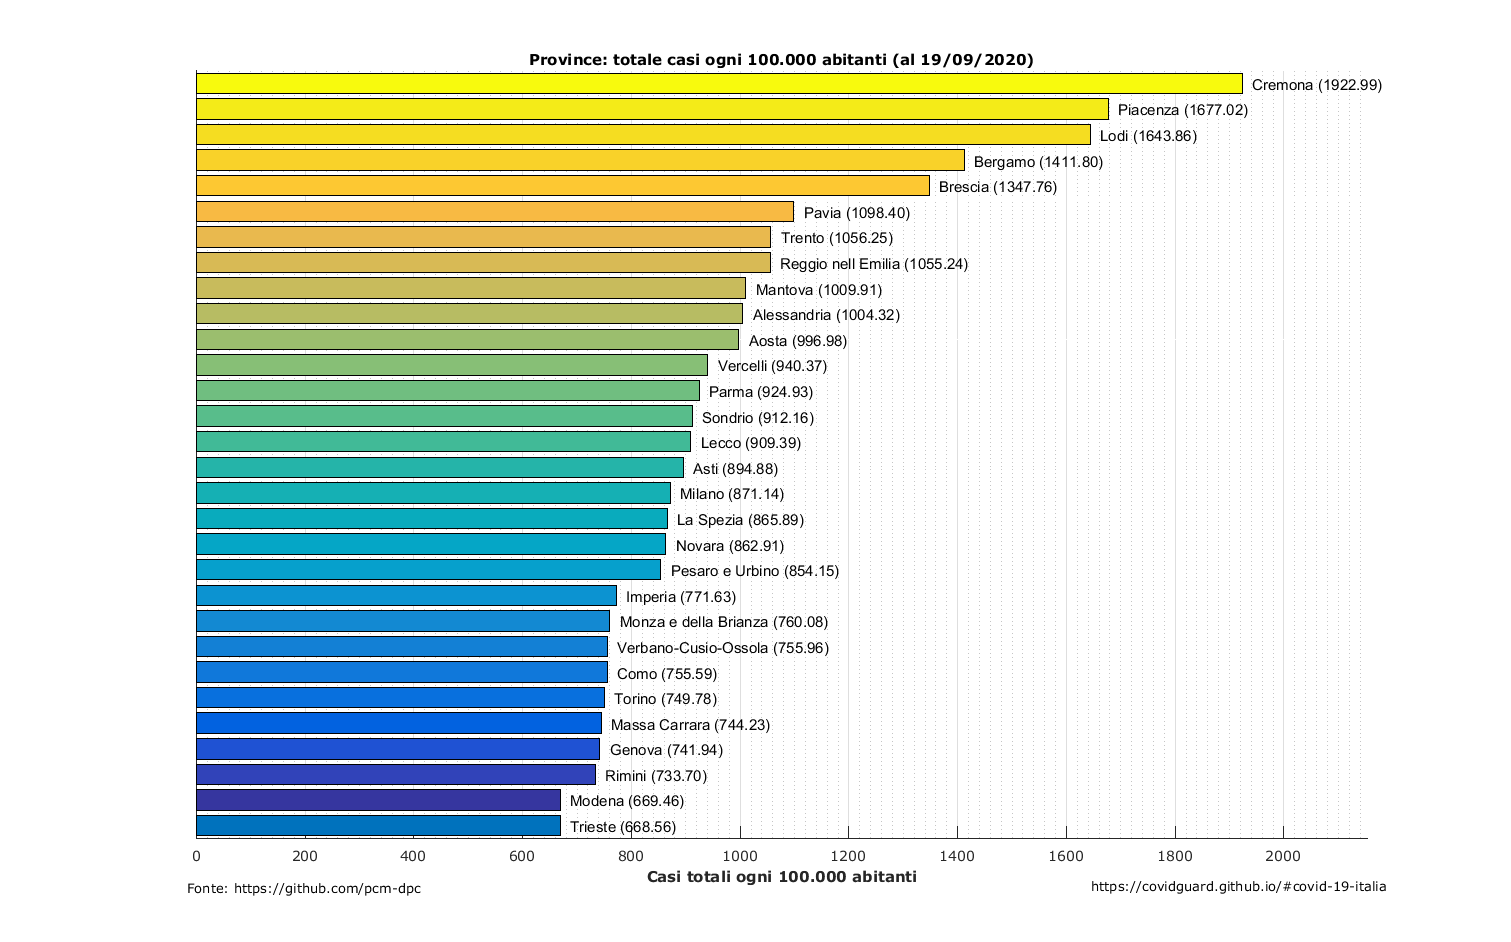 Province: totale casi ogni 100.000 abitanti (al 19/09/2020)
Cremona (1922.99)
Piacenza (1677.02)
Lodi (1643.86)
Bergamo (1411.80)
Brescia (1347.76)
Pavia (1098.40)
Trento (1056.25)
Reggio nell Emilia (1055.24)
Mantova (1009.91)
Alessandria (1004.32)
Aosta (996.98)
Vercelli (940.37)
Parma (924.93)
Sondrio (912.16)
Lecco (909.39)
Asti (894.88)
Milano (871.14)
La Spezia (865.89)
Novara (862.91)
Pesaro e Urbino (854.15)
Imperia (771.63)
Monza e della Brianza (760.08)
Verbano-Cusio-Ossola (755.96)
Como (755.59)
Torino (749.78)
Massa Carrara (744.23)
Genova (741.94)
Rimini (733.70)
Modena (669.46)
Trieste (668.56)
0 200 400 600 800 1000 1200 1400 1600 1800 2000
Casi totali ogni 100.000 abitanti
Fonte: https://github.com/pcm-dpc
https://covidguard.github.io/#covid-19-italia